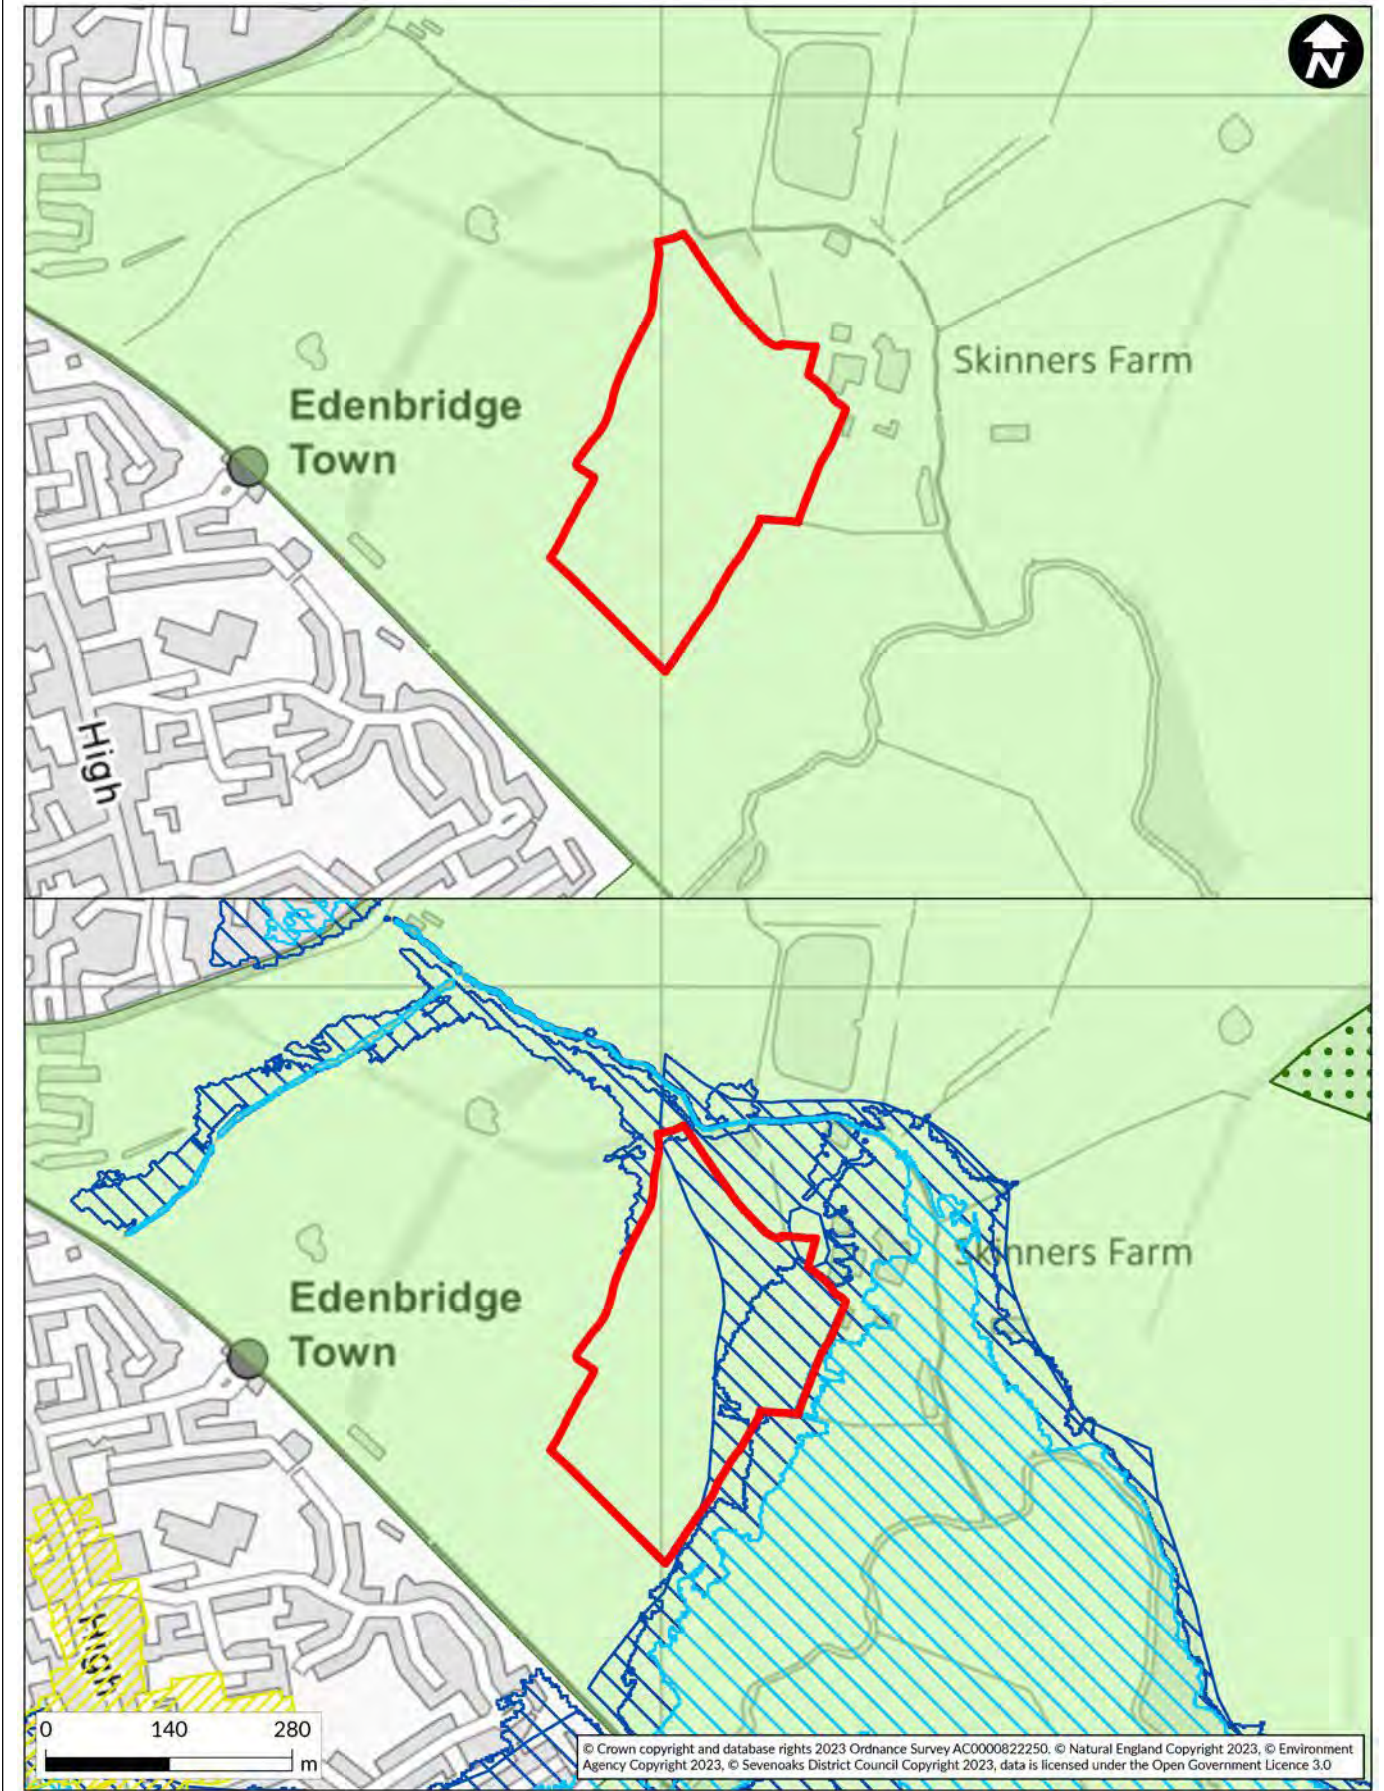 N
Skinners Farm
Edenbridge
Town
High
Skinners Farm
Edenbridge
Town
High
0 140 280
m
© Crown copyright and database rights 2023 Ordnance Survey AC0000822250. © Natural England Copyright 2023, © Environment
Agency Copyright 2023, © Sevenoaks District Council Copyright 2023, data is licensed under the Open Government Licence 3.0